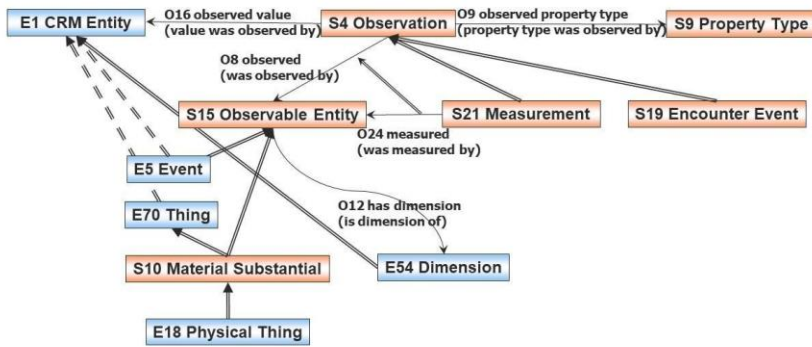 E1 CRM Entity
O16 observed value
(value was observed by)
S4 Observation
O9 observed property type
(property type was observed by)
S9 Property Type
O8 observed
(was observed by)
S15 Observable Entity
S21 Measurement
S19 Encounter Event
O24 measured
(was measured by)
E5 Event
E70 Thing
O12 has dimension
(is dimension of)
S10 Material Substantial
E54 Dimension
E18 Physical Thing